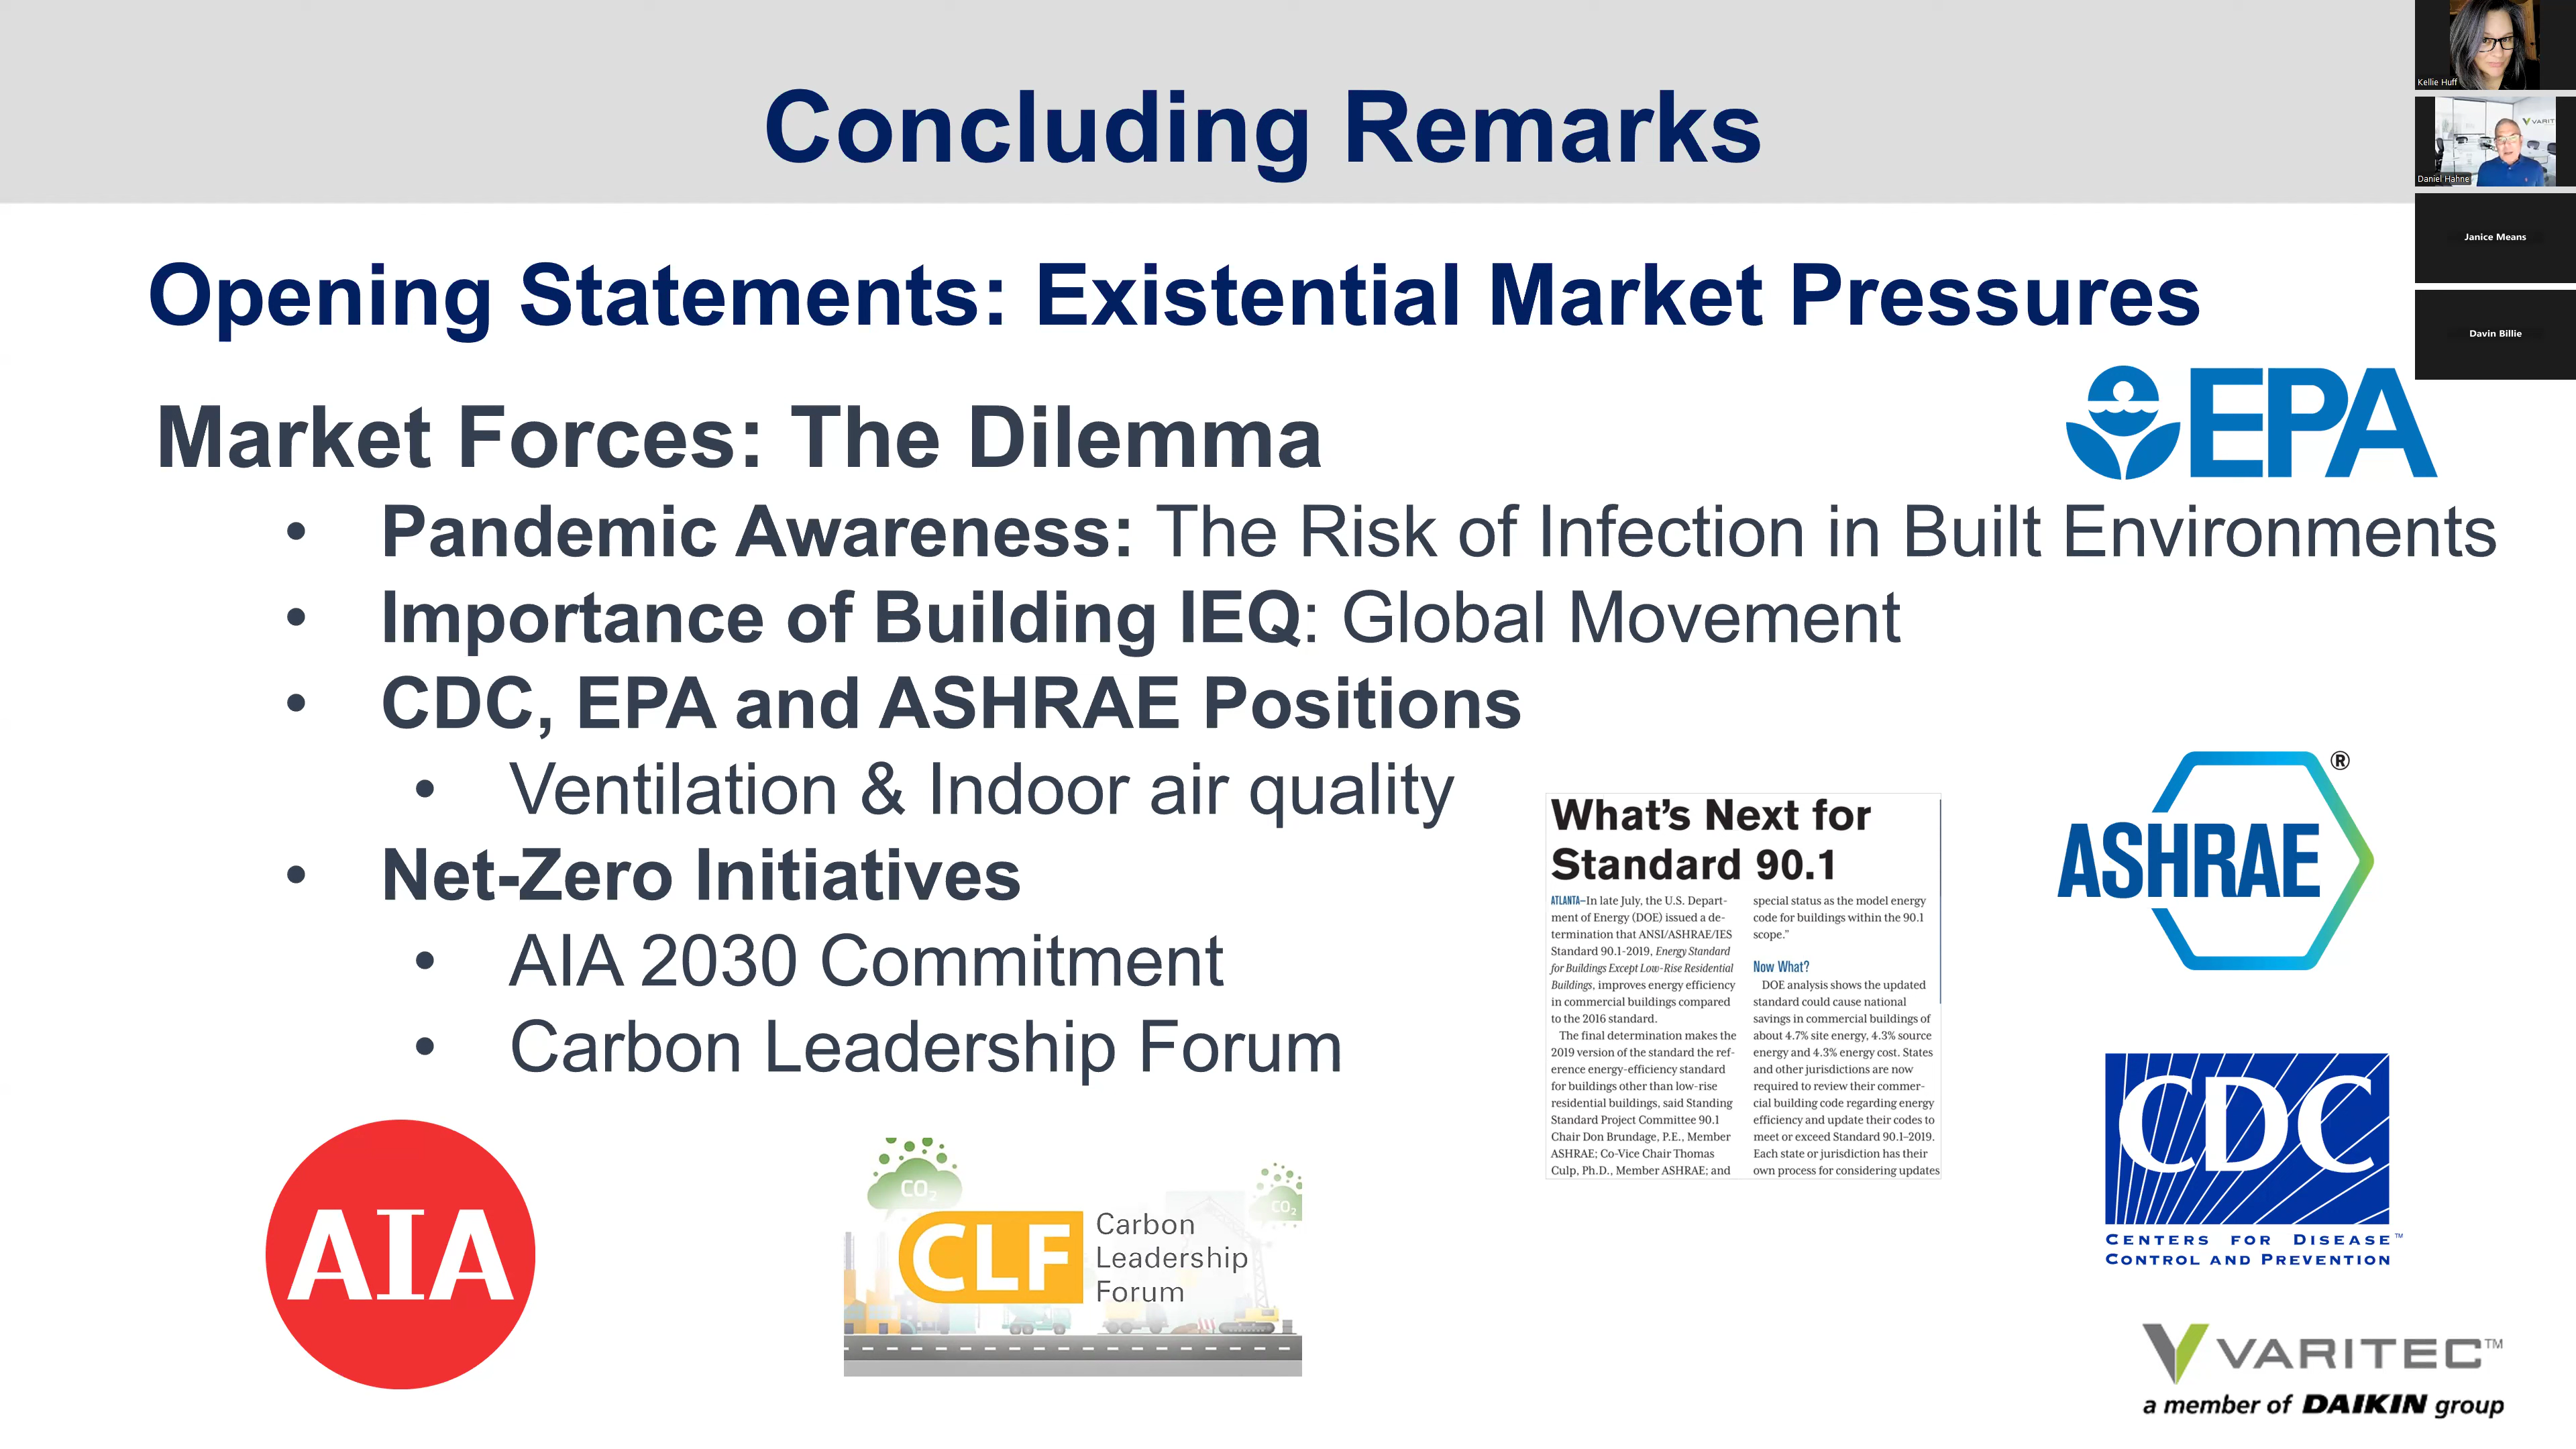 Concluding Remarks
Opening Statements: Existential Market Pressures
Market Forces: The Dilemma
• Pandemic Awareness: The Risk of Infection in Built Environments
• Importance of Building IEQ: Global Movement
• CDC, EPA and ASHRAE Positions
• Ventilation & Indoor air quality
• Net-Zero Initiatives
• AIA 2030 Commitment
• Carbon Leadership Forum
EPA
What's Next for
Standard 90.1
ATLANTA—In late July, the U.S. Depart-
ment of Energy (DOE) issued a de-
termination that ANSI/ASHRAE/IES
Standard 90.1-2019, Energy Standard
for Buildings Except Low-Rise Residential
Buildings, improves energy efficiency
in commercial buildings compared
to the 2016 standard.
The final determination makes the
2019 version of the standard the ref-
erence energy-efficiency standard
for buildings other than low-rise
residential buildings, said Standing
Standard Project Committee 90.1
Chair Don Brundage, P.E., Member
ASHRAE; Co-Vice Chair Thomas
Culp, Ph.D., Member ASHRAE; and
special status as the model energy
code for buildings within the 90.1
scope."
Now What?
DOE analysis shows the updated
standard could cause national
savings in commercial buildings of
about 4.7% site energy, 4.3% source
energy and 4.3% energy cost. States
and other jurisdictions are now
required to review their commer-
cial building code regarding energy
efficiency and update their codes to
meet or exceed Standard 90.1–2019.
Each state or jurisdiction has their
own process for considering updates
ASHRAE®
CDC
CENTERS FOR DISEASE™
CONTROL AND PREVENTION
AIA
CO₂
CO₂
CLF
Carbon
Leadership
Forum
VARITEC™
a member of DAIKIN group
Kellie Huff
VARIT
Daniel Hahne
Janice Means
Davin Billie